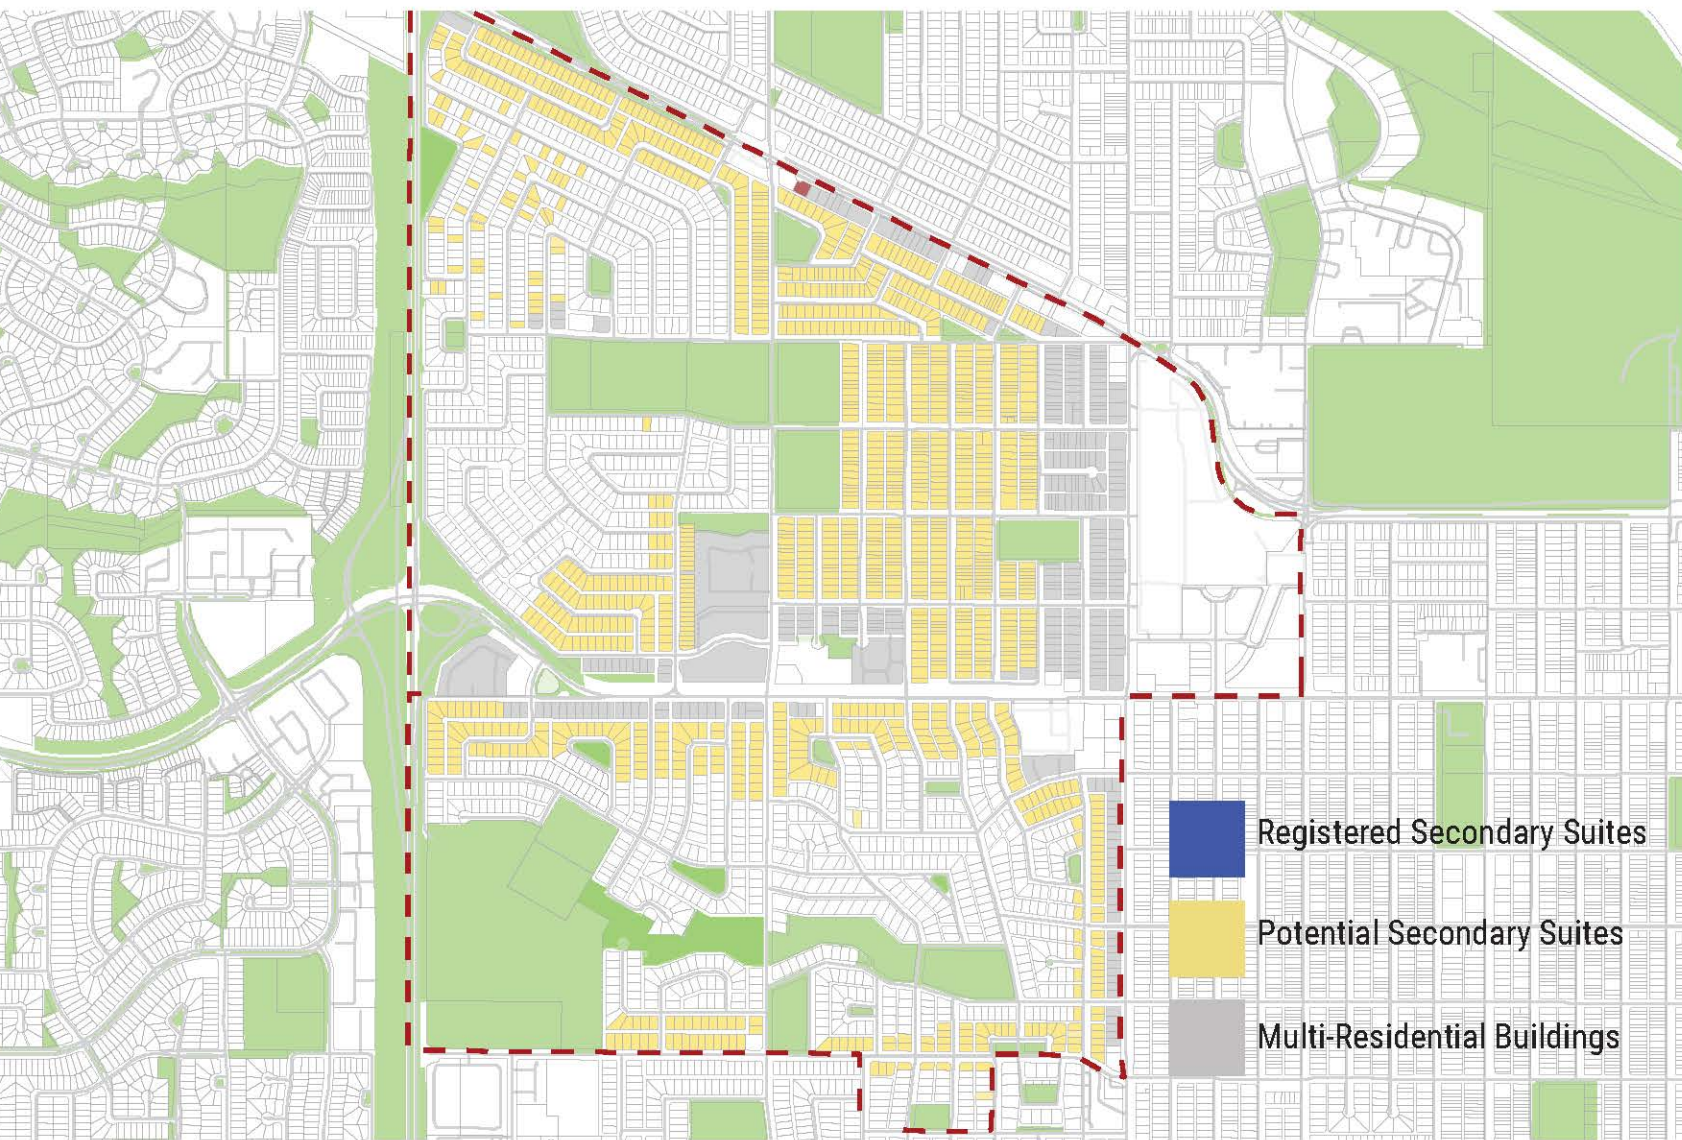 Registered Secondary Suites
Potential Secondary Suites
Multi-Residential Buildings